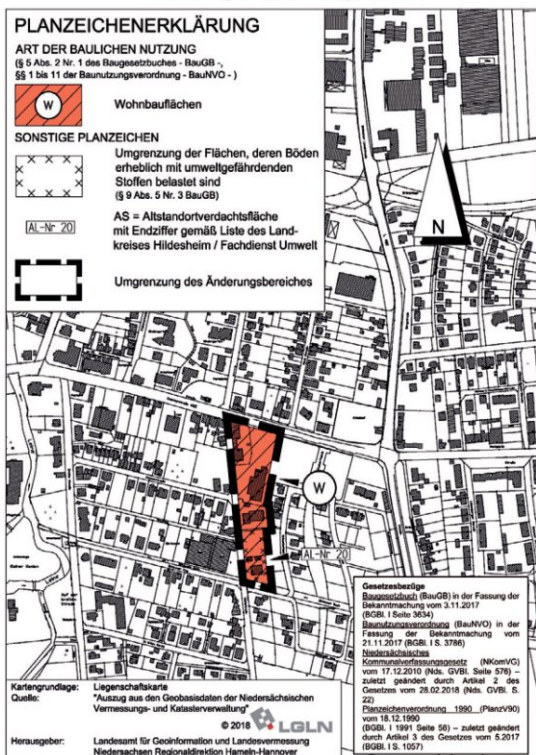 PLANZEICHENERKLÄRUNG
ART DER BAULICHEN NUTZUNG
(§ 5 Abs. 2 Nr. 1 des Baugesetzbuches - BauGB -,
§§ 1 bis 11 der Baunutzungsverordnung - BauNVO - )
W
Wohnbauflächen
SONSTIGE PLANZEICHEN
Umgrenzung der Flächen, deren Böden
erheblich mit umweltgefährdenden
Stoffen belastet sind
(§ 9 Abs. 5 Nr. 3 BauGB)
AL-Nr 20
AS = Altstandortverdachtsfläche
mit Endziffer gemäß Liste des Land-
kreises Hildesheim / Fachdienst Umwelt
Umgrenzung des Änderungsbereiches
N
W
AL-Nr 20
Leine
Gesetzesbezüge
Baugesetzbuch (BauGB) in der Fassung der
Bekanntmachung vom 3.11.2017
(BGBl. I Seite 3634)
Baunutzungsverordnung (BauNVO) in der
Fassung der Bekanntmachung vom
21.11.2017 (BGBl. I S. 3786)
Niedersächsisches
Kommunalverfassungsgesetz (NKomVG)
vom 17.12.2010 (Nds. GVBl. Seite 576) –
zuletzt geändert durch Artikel 2 des
Gesetzes vom 28.02.2018 (Nds. GVBl. S.
22)
Planzeichenverordnung 1990 (PlanzV90)
vom 18.12.1990
(BGBl. I 1991 Seite 58) – zuletzt geändert
durch Artikel 3 des Gesetzes vom 5.2017
(BGBl. I S. 1057)
Kartengrundlage: Liegenschaftskarte
Quelle: "Auszug aus den Geobasisdaten der Niedersächsischen
Vermessungs- und Katasterverwaltung"
© 2018 LGLN
Herausgeber: Landesamt für Geoinformation und Landesvermessung
Niedersachsen Regionaldirektion Hameln-Hannover